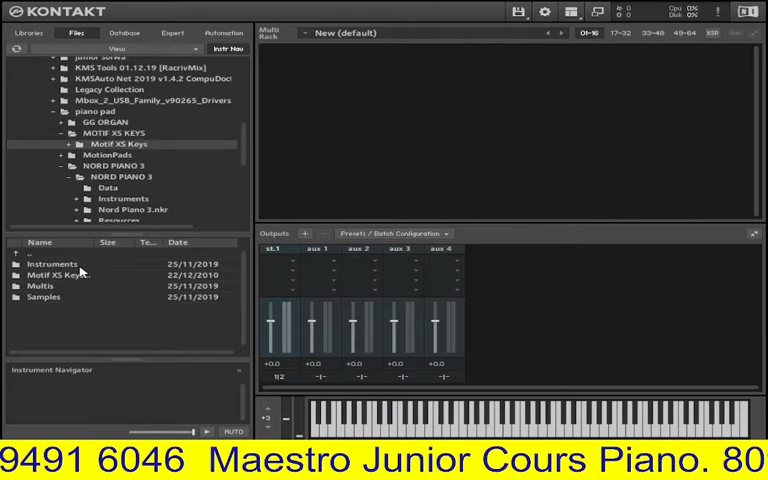 KONTAKT
Cpu 0%
Disk 0%
Libraries Files Database Expert Automation
View Instr Nav
KMS Tools 01.12.19 [RacrivMix]
KMSAuto Net 2019 v1.4.2 CompuDoc!
Legacy Collection
Mbox_2_USB_Family_v90265_Drivers
piano pad
GG ORGAN
MOTIF XS KEYS
Motif XS Keys
MotionPads
NORD PIANO 3
NORD PIANO 3
Data
Instruments
Nord Piano 3.nkr
Resources
Name Size Te... Date
..
Instruments 25/11/2019
Motif XS Keys... 22/12/2010
Multis 25/11/2019
Samples 25/11/2019
Instrument Navigator
AUTO
Multi
Rack New (default) 01-16 17-32 33-48 49-64 KSP
Outputs Presets / Batch Configuration
st.1 aux 1 aux 2 aux 3 aux 4
+0.0 +0.0 +0.0 +0.0 +0.0
1|2 -|- -|- -|- -|-
+3
9491 6046 Maestro Junior Cours Piano. 80